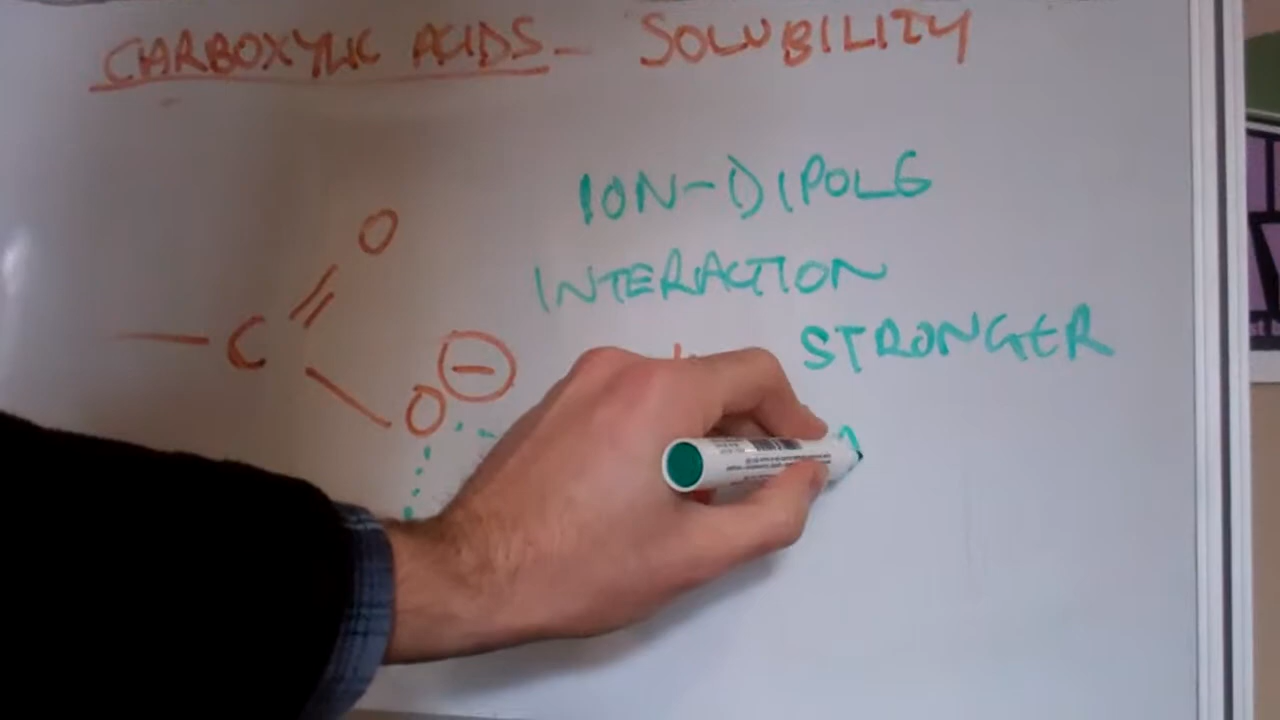 CARBOXYLIC ACIDS - SOLUBILITY
ION-DIPOLE
INTERACTION
STRONGER
O
C
O